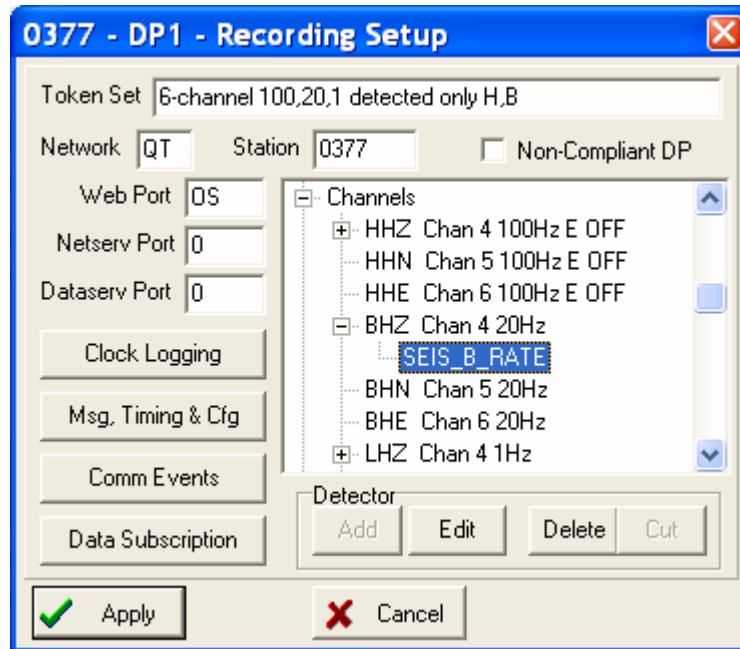 0377 - DP1 - Recording Setup
Token Set 6-channel 100,20,1 detected only H,B
Network QT Station 0377 Non-Compliant DP
Web Port OS
Netserv Port 0
Dataserv Port 0
Clock Logging
Msg, Timing & Cfg
Comm Events
Data Subscription
Channels
HHZ Chan 4 100Hz E OFF
HHN Chan 5 100Hz E OFF
HHE Chan 6 100Hz E OFF
BHZ Chan 4 20Hz
SEIS_B_RATE
BHN Chan 5 20Hz
BHE Chan 6 20Hz
LHZ Chan 4 1Hz
Detector
Add Edit Delete Cut
Apply Cancel